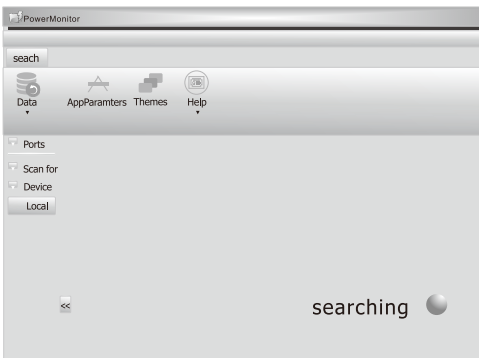 PowerMonitor
seach
Data AppParamters Themes Help
Ports
Scan for
Device
Local
<< searching